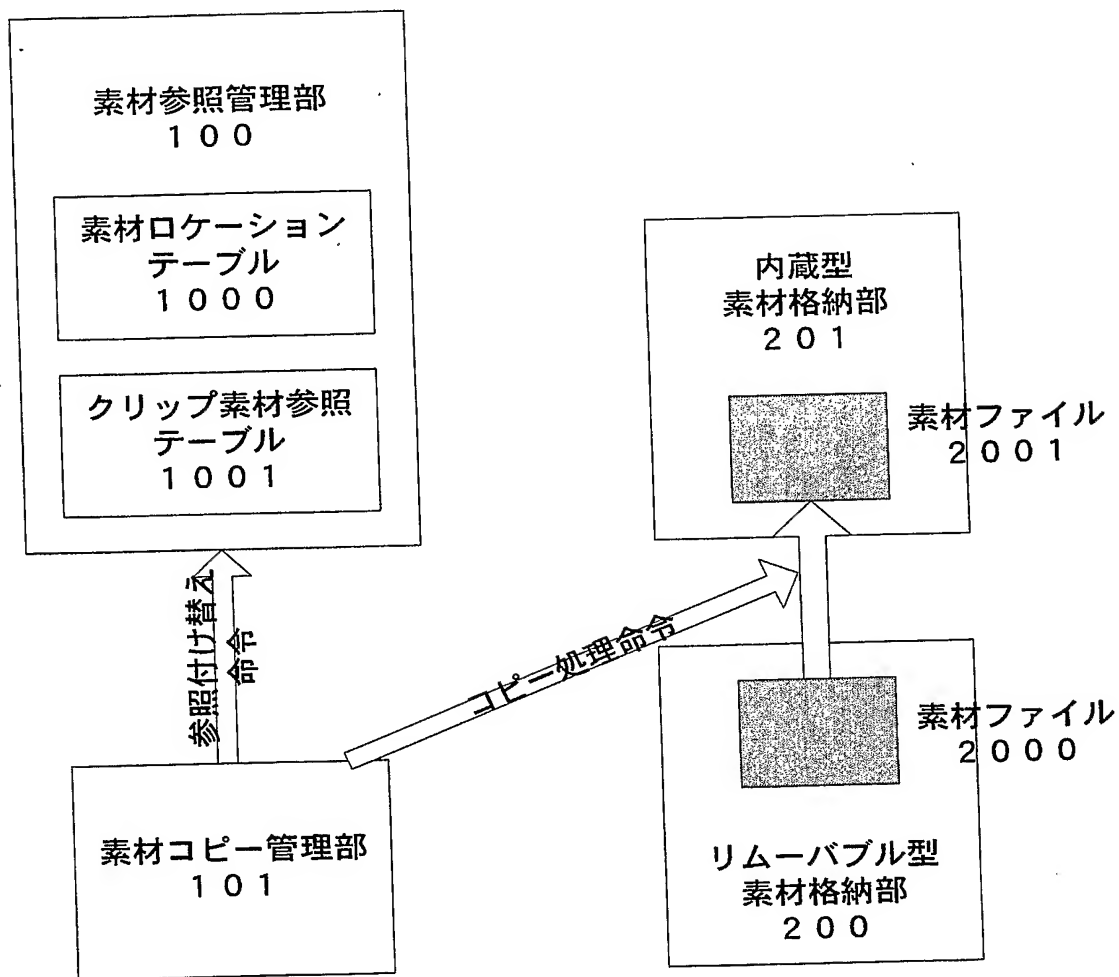 素材参照管理部
１００
素材ロケーション
テーブル
１０００
クリップ素材参照
テーブル
１００１
内蔵型
素材格納部
２０１
素材ファイル
２００１
参照付け替え
命令
コピー処理命令
素材ファイル
２０００
素材コピー管理部
１０１
リムーバブル型
素材格納部
２００